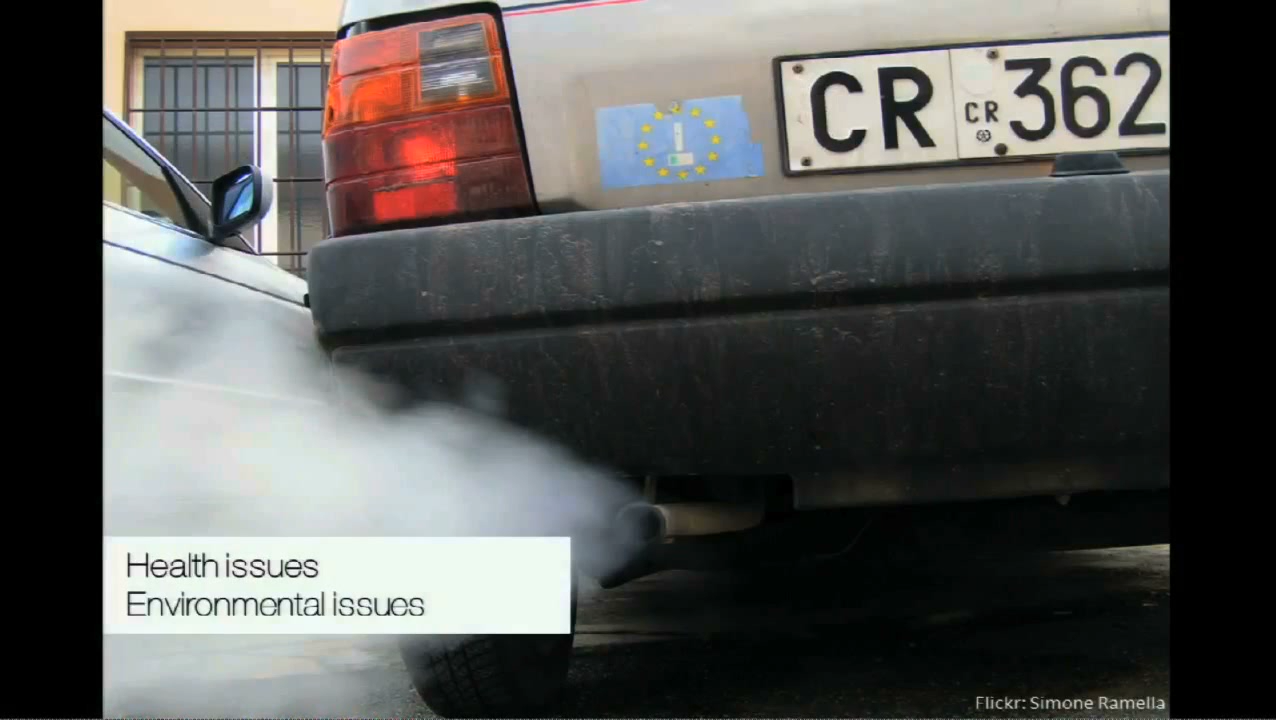 CR CR 362
I
Health issues
Environmental issues
Flickr: Simone Ramella